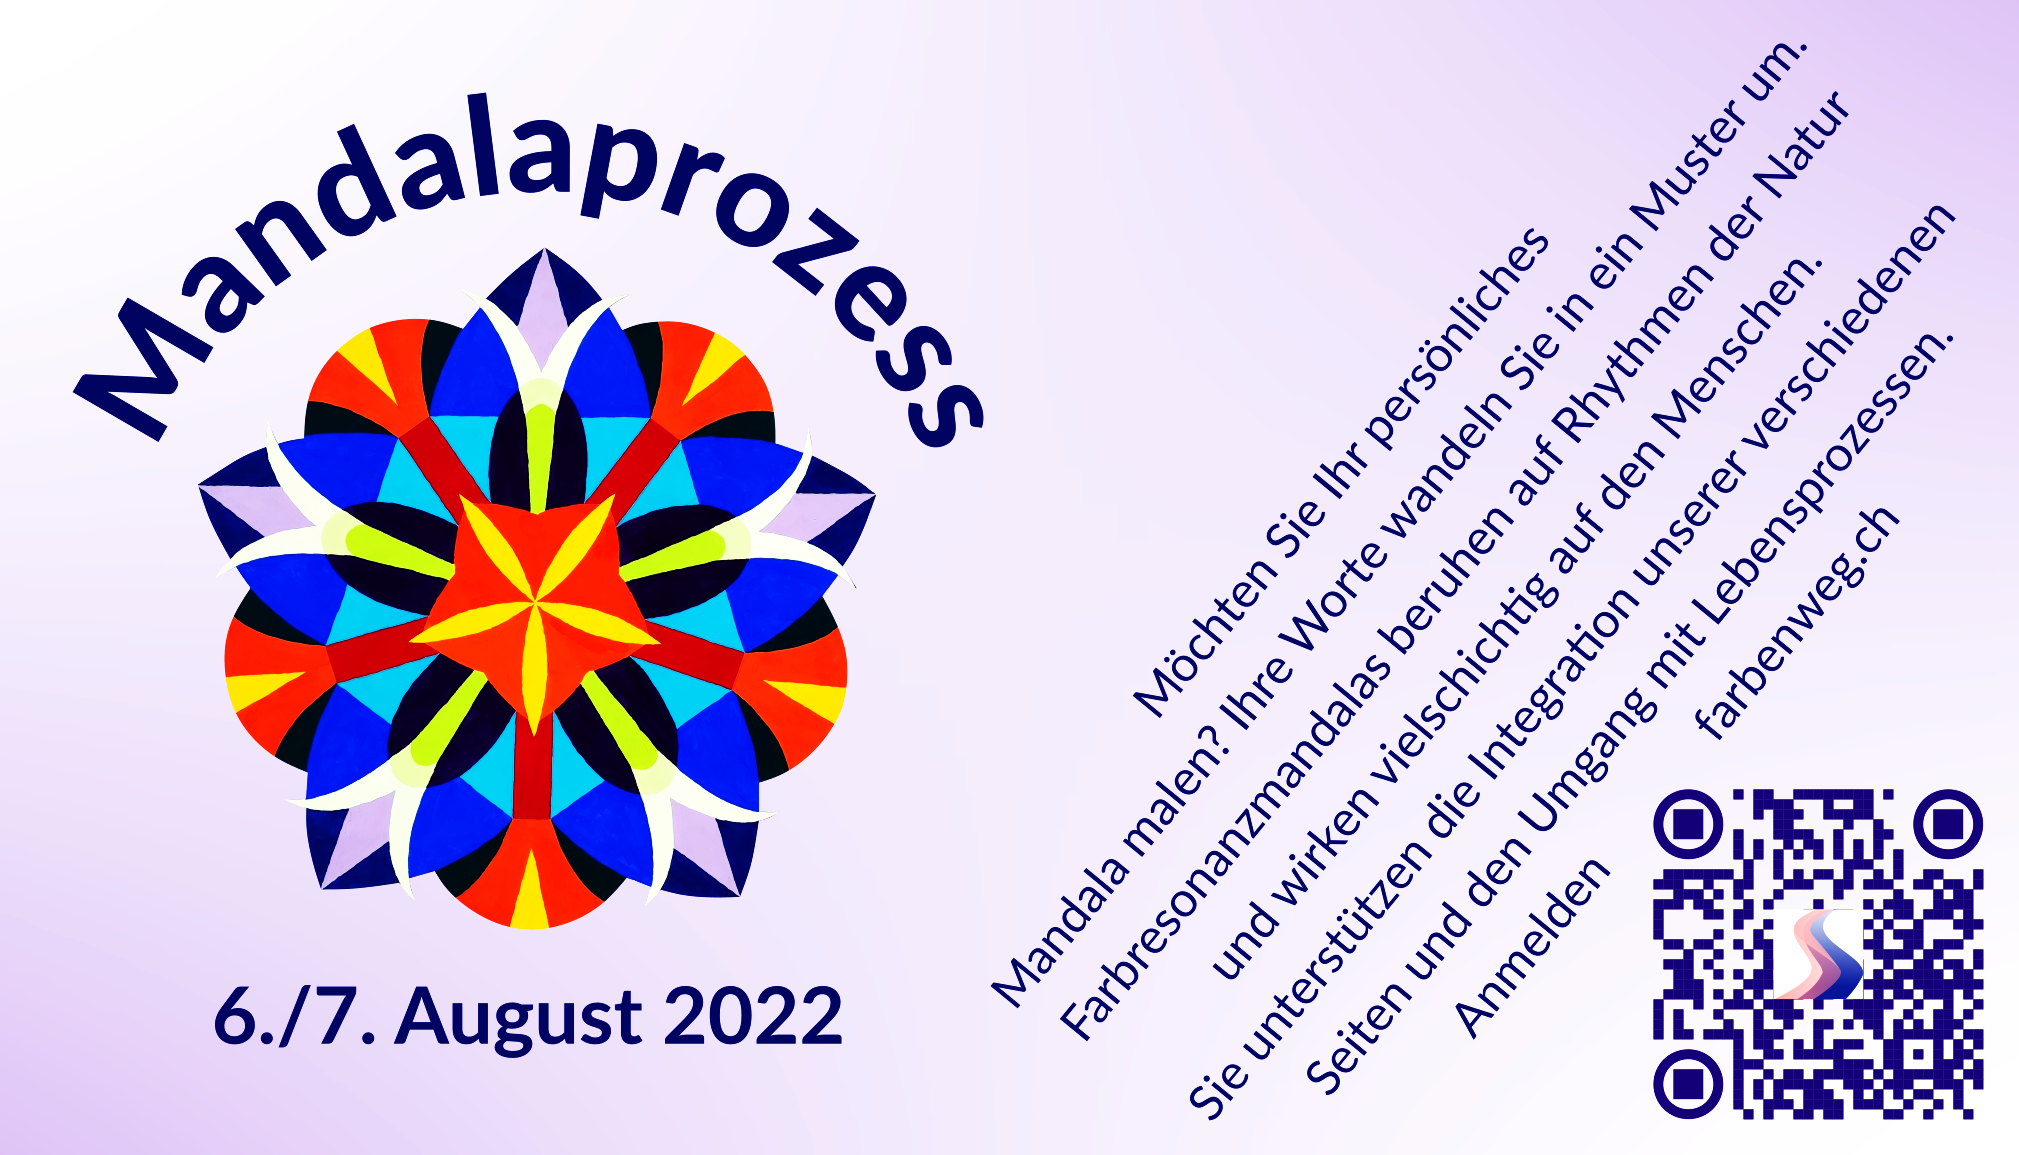 Mandalaprozess
6./7. August 2022
Möchten Sie Ihr persönliches
Mandala malen? Ihre Worte wandeln Sie in ein Muster um.
Farbresonanzmandalas beruhen auf Rhythmen der Natur
und wirken vielschichtig auf den Menschen.
Sie unterstützen die Integration unserer verschiedenen
Seiten und den Umgang mit Lebensprozessen.
Anmelden
farbenweg.ch